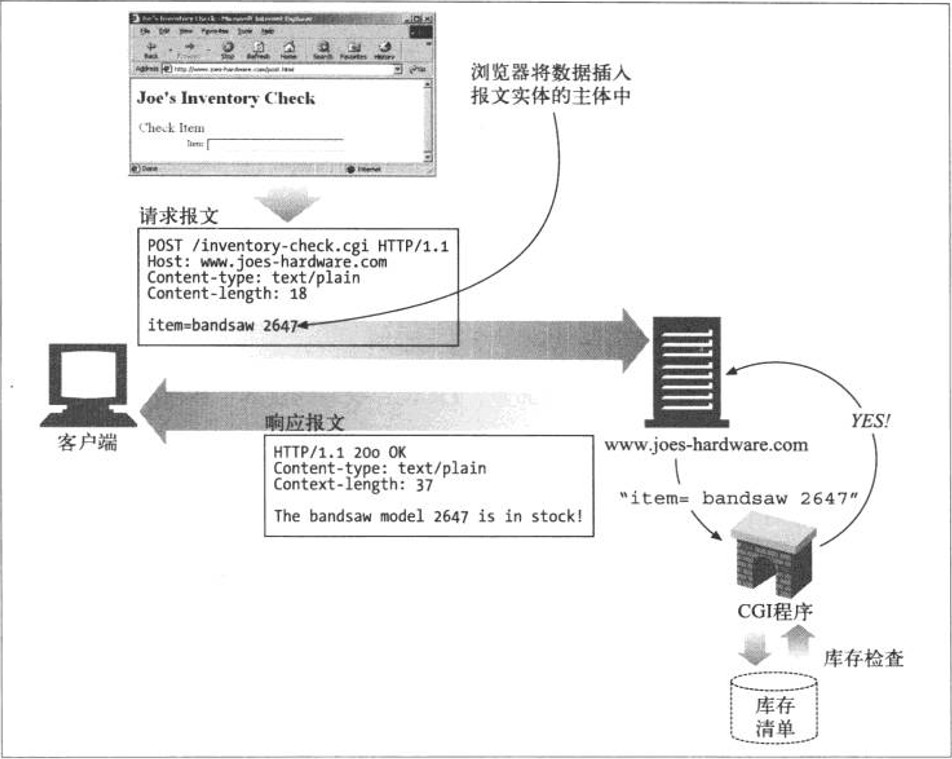 Joe's Inventory Check - Microsoft Internet Explorer
File Edit View Favorites Tools Help
Back Forward Stop Refresh Home Search Favorites History
Address http://www.joes-hardware.com/post.html Go
Joe's Inventory Check
Check Item
Item:
Done Internet
浏览器将数据插入
报文实体的主体中
请求报文
POST /inventory-check.cgi HTTP/1.1
Host: www.joes-hardware.com
Content-type: text/plain
Content-length: 18
item=bandsaw 2647
客户端
响应报文
HTTP/1.1 20o OK
Content-type: text/plain
Context-length: 37
The bandsaw model 2647 is in stock!
www.joes-hardware.com
YES!
“item= bandsaw 2647”
CGI程序
库存检查
库存
清单